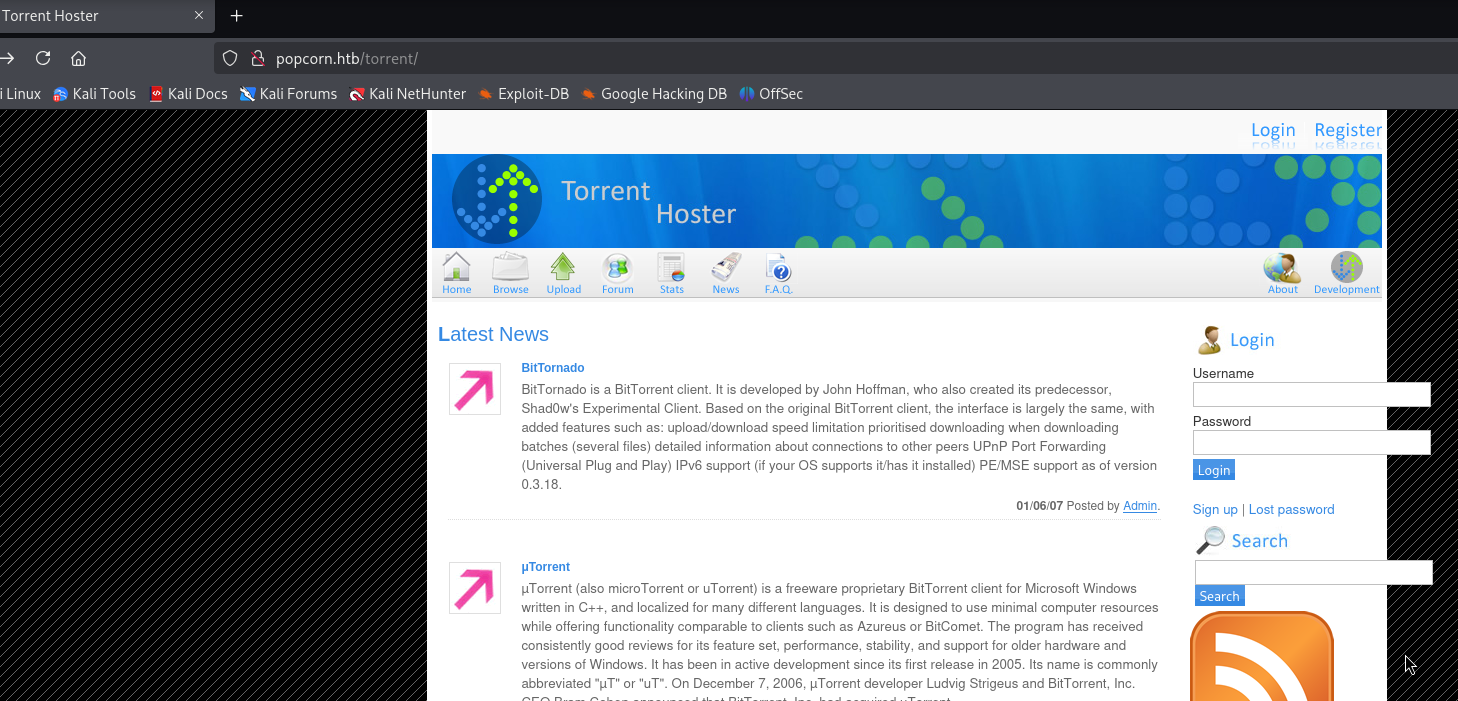 Torrent Hoster
popcorn.htb/torrent/
i Linux Kali Tools Kali Docs Kali Forums Kali NetHunter Exploit-DB Google Hacking DB OffSec
Login Register
Torrent
Hoster
Home Browse Upload Forum Stats News F.A.Q. About Development
Latest News
BitTornado
BitTornado is a BitTorrent client. It is developed by John Hoffman, who also created its predecessor,
Shad0w's Experimental Client. Based on the original BitTorrent client, the interface is largely the same, with
added features such as: upload/download speed limitation prioritised downloading when downloading
batches (several files) detailed information about connections to other peers UPnP Port Forwarding
(Universal Plug and Play) IPv6 support (if your OS supports it/has it installed) PE/MSE support as of version
0.3.18.
01/06/07 Posted by Admin.
µTorrent
µTorrent (also microTorrent or uTorrent) is a freeware proprietary BitTorrent client for Microsoft Windows
written in C++, and localized for many different languages. It is designed to use minimal computer resources
while offering functionality comparable to clients such as Azureus or BitComet. The program has received
consistently good reviews for its feature set, performance, stability, and support for older hardware and
versions of Windows. It has been in active development since its first release in 2005. Its name is commonly
abbreviated "µT" or "uT". On December 7, 2006, µTorrent developer Ludvig Strigeus and BitTorrent, Inc.
CEO Bram Cohen announced that BitTorrent, Inc. had acquired µTorrent.
Login
Username
Password
Login
Sign up | Lost password
Search
Search